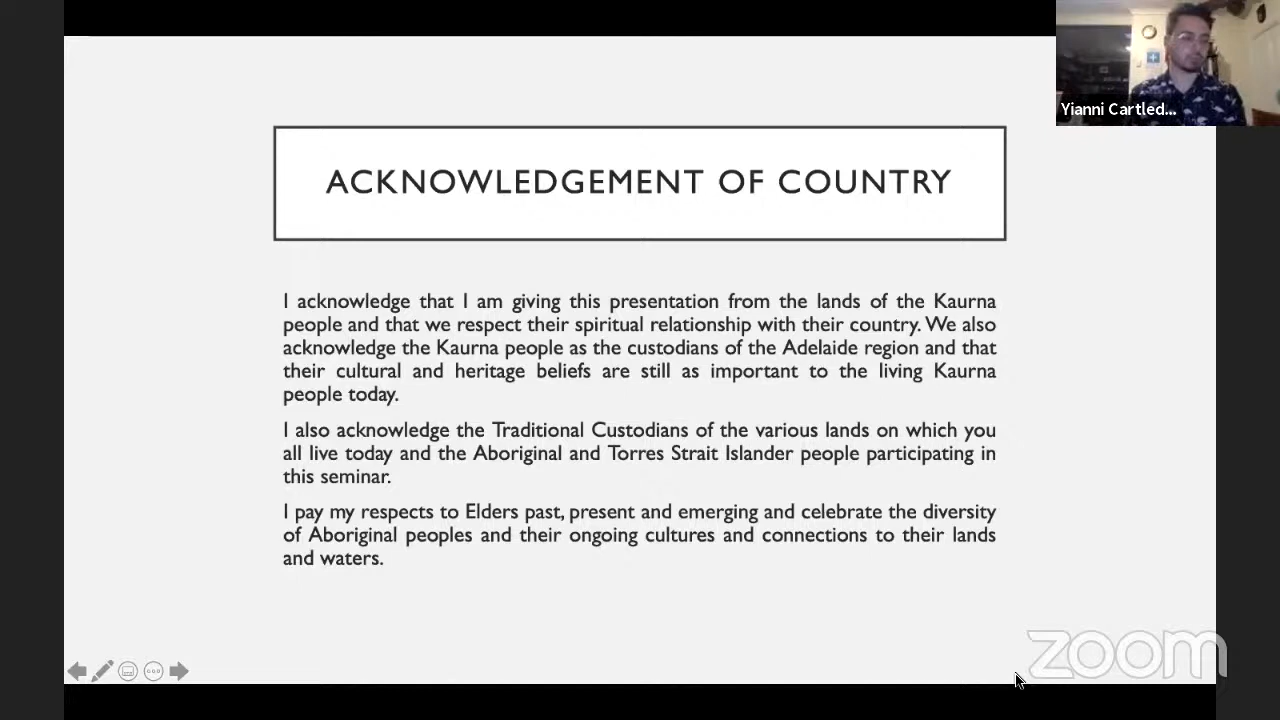 Yianni Cartled...
ACKNOWLEDGEMENT OF COUNTRY
I acknowledge that I am giving this presentation from the lands of the Kaurna
people and that we respect their spiritual relationship with their country. We also
acknowledge the Kaurna people as the custodians of the Adelaide region and that
their cultural and heritage beliefs are still as important to the living Kaurna
people today.
I also acknowledge the Traditional Custodians of the various lands on which you
all live today and the Aboriginal and Torres Strait Islander people participating in
this seminar.
I pay my respects to Elders past, present and emerging and celebrate the diversity
of Aboriginal peoples and their ongoing cultures and connections to their lands
and waters.
zoom